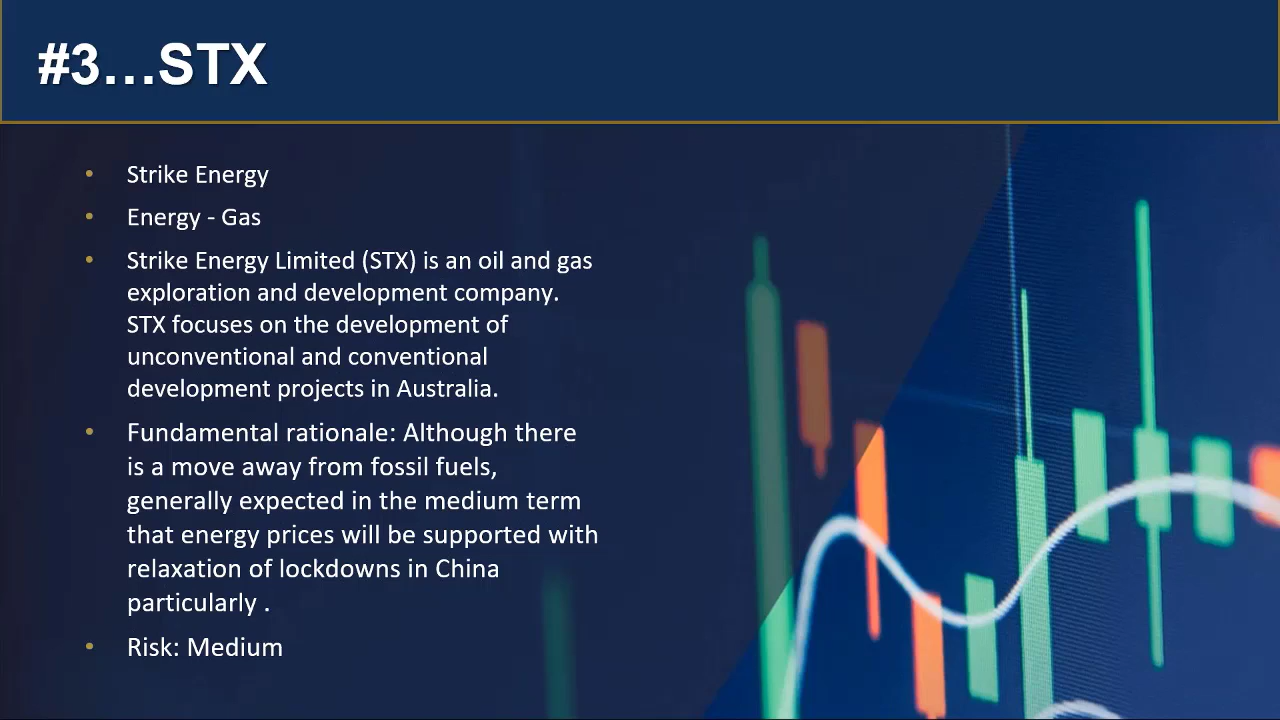 #3...STX
• Strike Energy
• Energy - Gas
• Strike Energy Limited (STX) is an oil and gas
exploration and development company.
STX focuses on the development of
unconventional and conventional
development projects in Australia.
• Fundamental rationale: Although there
is a move away from fossil fuels,
generally expected in the medium term
that energy prices will be supported with
relaxation of lockdowns in China
particularly .
• Risk: Medium